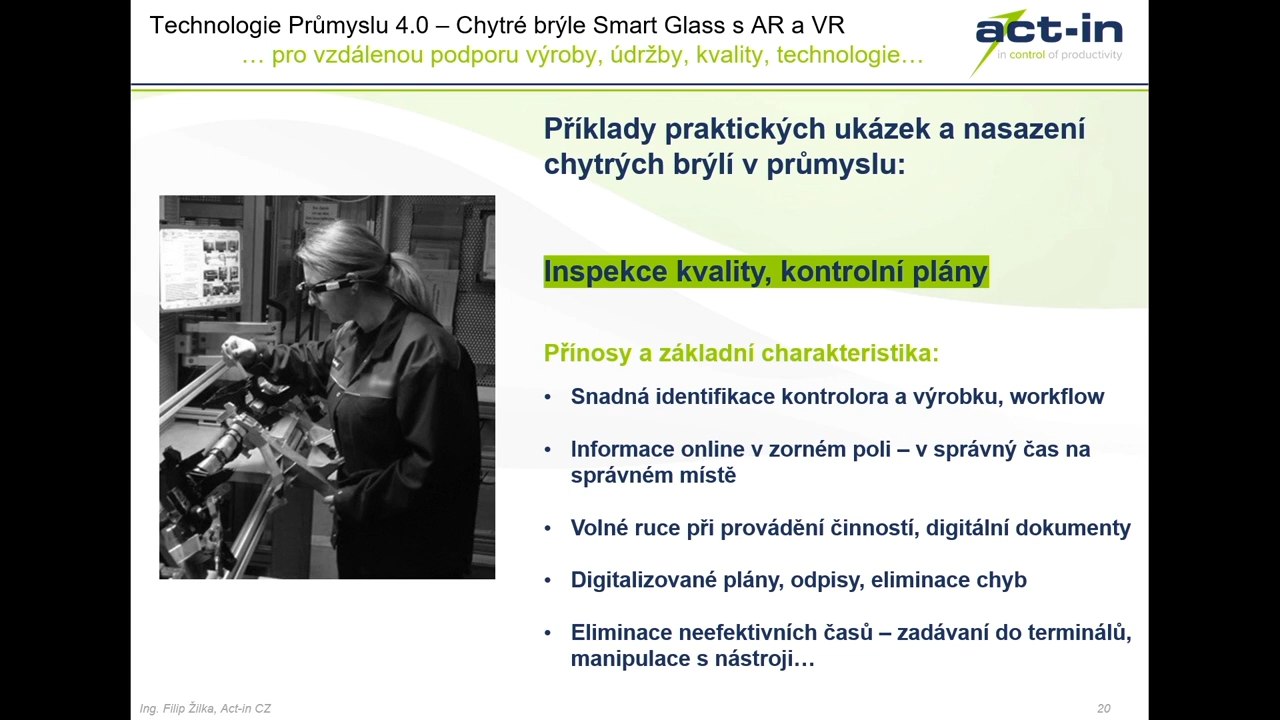 Technologie Průmyslu 4.0 – Chytré brýle Smart Glass s AR a VR
… pro vzdálenou podporu výroby, údržby, kvality, technologie…
act-in
in control of productivity
Příklady praktických ukázek a nasazení
chytrých brýlí v průmyslu:
Inspekce kvality, kontrolní plány
Přínosy a základní charakteristika:
• Snadná identifikace kontrolora a výrobku, workflow
• Informace online v zorném poli – v správný čas na
správném místě
• Volné ruce při provádění činností, digitální dokumenty
• Digitalizované plány, odpisy, eliminace chyb
• Eliminace neefektivních časů – zadávaní do terminálů,
manipulace s nástroji…
Ing. Filip Žilka, Act-in CZ
20